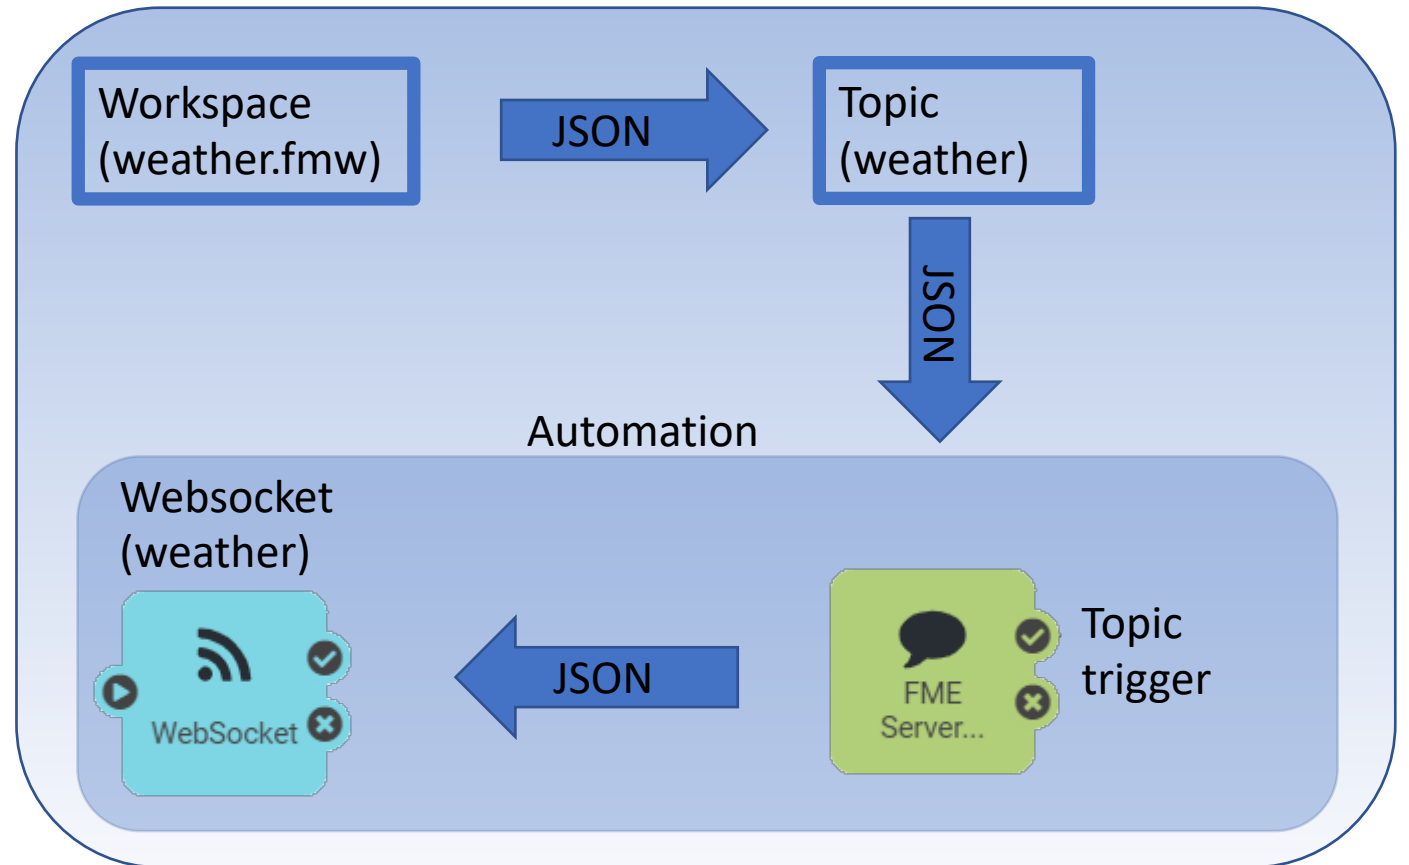 Workspace
(weather.fmw)
JSON
Topic
(weather)
JSON
Automation
Websocket
(weather)
WebSocket
JSON
FME
Server...
Topic
trigger